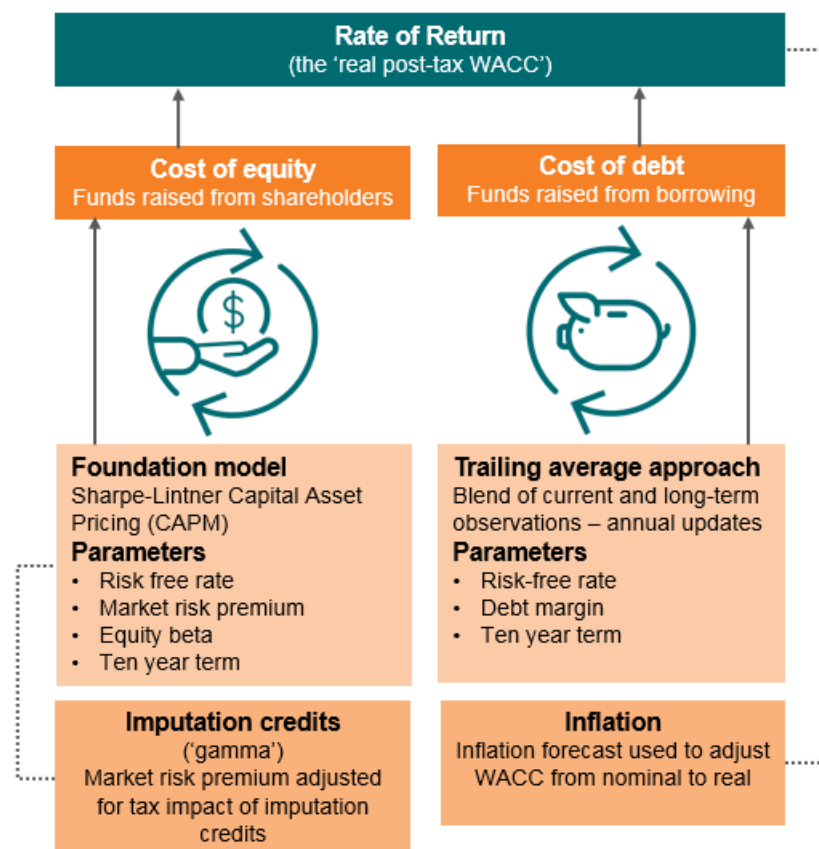 Rate of Return
(the ‘real post-tax WACC’)
Cost of equity
Funds raised from shareholders
Cost of debt
Funds raised from borrowing
$
Foundation model
Sharpe-Lintner Capital Asset
Pricing (CAPM)
Parameters
• Risk free rate
• Market risk premium
• Equity beta
• Ten year term
Trailing average approach
Blend of current and long-term
observations – annual updates
Parameters
• Risk-free rate
• Debt margin
• Ten year term
Imputation credits
(‘gamma’)
Market risk premium adjusted
for tax impact of imputation
credits
Inflation
Inflation forecast used to adjust
WACC from nominal to real